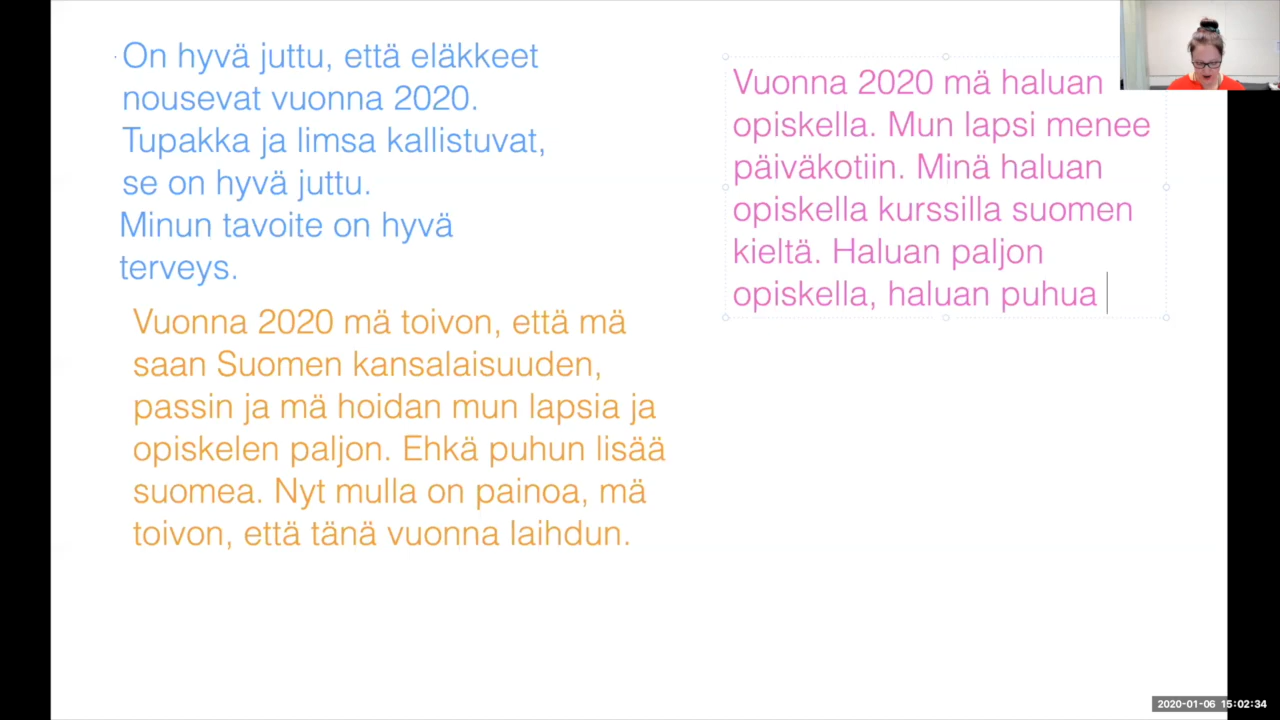 On hyvä juttu, että eläkkeet
nousevat vuonna 2020.
Tupakka ja limsa kallistuvat,
se on hyvä juttu.
Minun tavoite on hyvä
terveys.
Vuonna 2020 mä toivon, että mä
saan Suomen kansalaisuuden,
passin ja mä hoidan mun lapsia ja
opiskelen paljon. Ehkä puhun lisää
suomea. Nyt mulla on painoa, mä
toivon, että tänä vuonna laihdun.
Vuonna 2020 mä haluan
opiskella. Mun lapsi menee
päiväkotiin. Minä haluan
opiskella kurssilla suomen
kieltä. Haluan paljon
opiskella, haluan puhua
2020-01-06 15:02:34